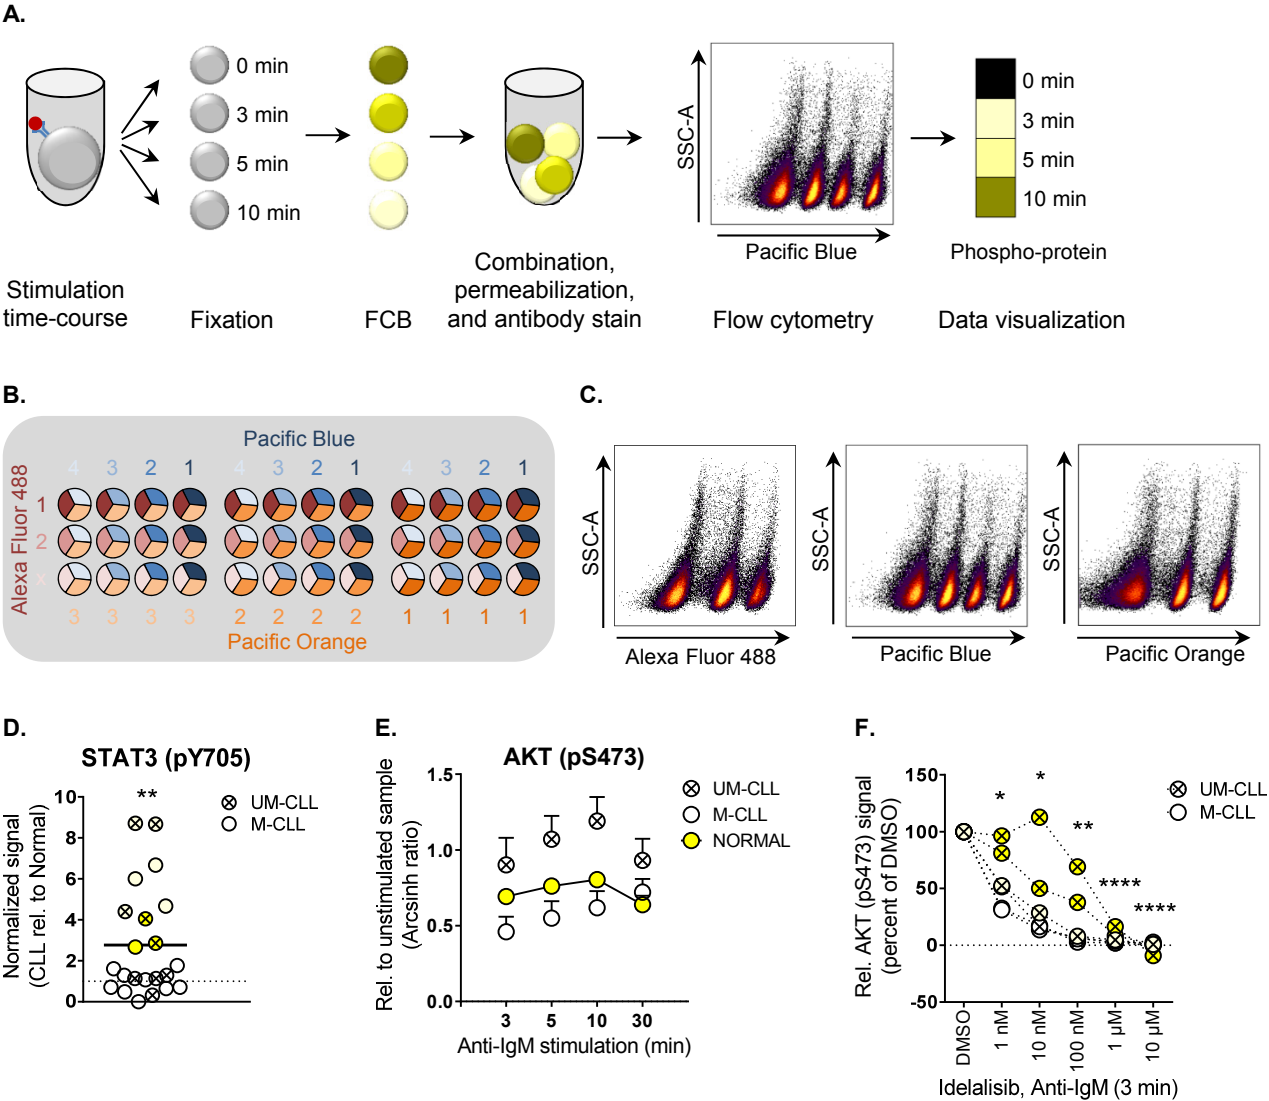 A.
0 min
3 min
5 min
10 min
SSC-A
Pacific Blue
0 min
3 min
5 min
10 min
Phospho-protein
Stimulation
time-course
Fixation
FCB
Combination,
permeabilization,
and antibody stain
Flow cytometry
Data visualization
B.
Pacific Blue
4 3 2 1 4 3 2 1 4 3 2 1
Alexa Fluor 488
1
2
x
3 3 3 3 2 2 2 2 1 1 1 1
Pacific Orange
C.
SSC-A
Alexa Fluor 488
SSC-A
Pacific Blue
SSC-A
Pacific Orange
D.
STAT3 (pY705)
Normalized signal
(CLL rel. to Normal)
10
8
6
4
2
0
**
UM-CLL
M-CLL
E.
AKT (pS473)
Rel. to unstimulated sample
(Arcsinh ratio)
1.5
1.0
0.5
0.0
3 5 10 30
Anti-IgM stimulation (min)
UM-CLL
M-CLL
NORMAL
F.
Rel. AKT (pS473) signal
(percent of DMSO)
150
100
50
0
-50
*
*
**
****
****
UM-CLL
M-CLL
DMSO
1 nM
10 nM
100 nM
1 µM
10 µM
Idelalisib, Anti-IgM (3 min)